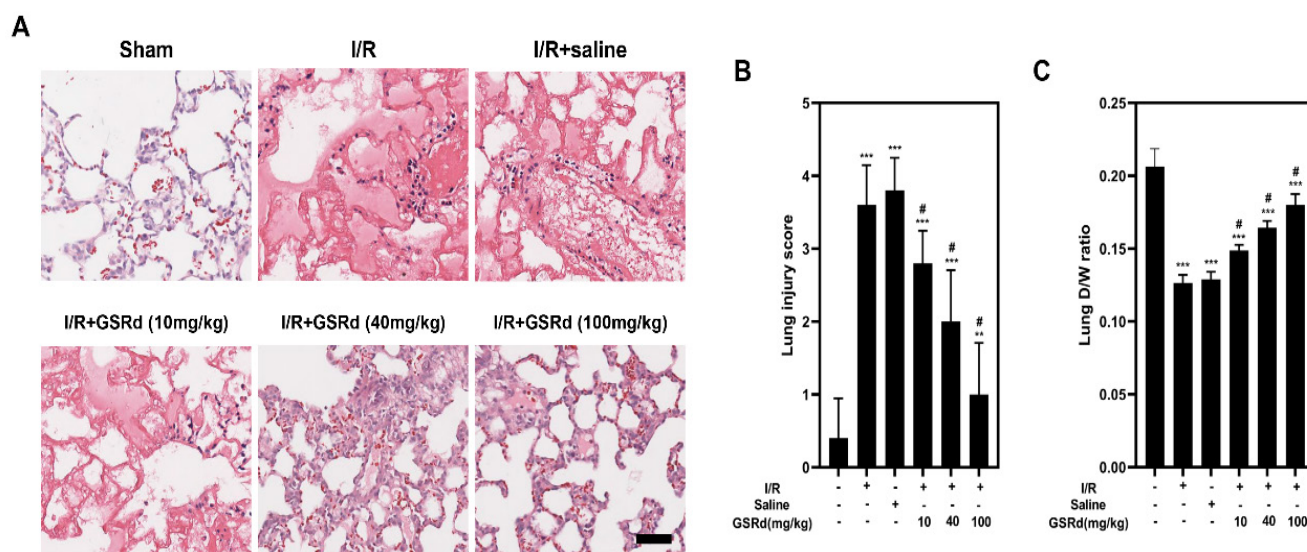 A
Sham
I/R
I/R+saline
I/R+GSRd (10mg/kg)
I/R+GSRd (40mg/kg)
I/R+GSRd (100mg/kg)
B
Lung injury score
5
4
3
2
1
0
***
***
#
***
#
***
#
**
I/R - + - + + +
Saline - - + - - -
GSRd(mg/kg) - - - 10 40 100
C
Lung D/W ratio
0.25
0.20
0.15
0.10
0.05
0.00
***
***
#
***
#
***
#
***
I/R - + - + + +
Saline - - + - - -
GSRd(mg/kg) - - - 10 40 100